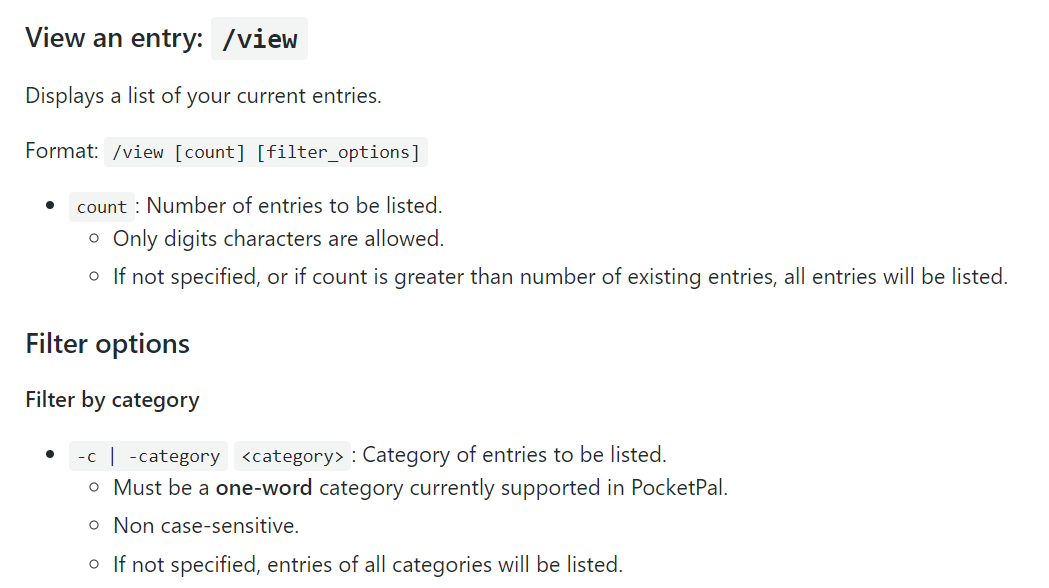 View an entry: /view
Displays a list of your current entries.
Format: /view [count] [filter_options]
count: Number of entries to be listed.
Only digits characters are allowed.
If not specified, or if count is greater than number of existing entries, all entries will be listed.
Filter options
Filter by category
-c | -category <category>: Category of entries to be listed.
Must be a one-word category currently supported in PocketPal.
Non case-sensitive.
If not specified, entries of all categories will be listed.